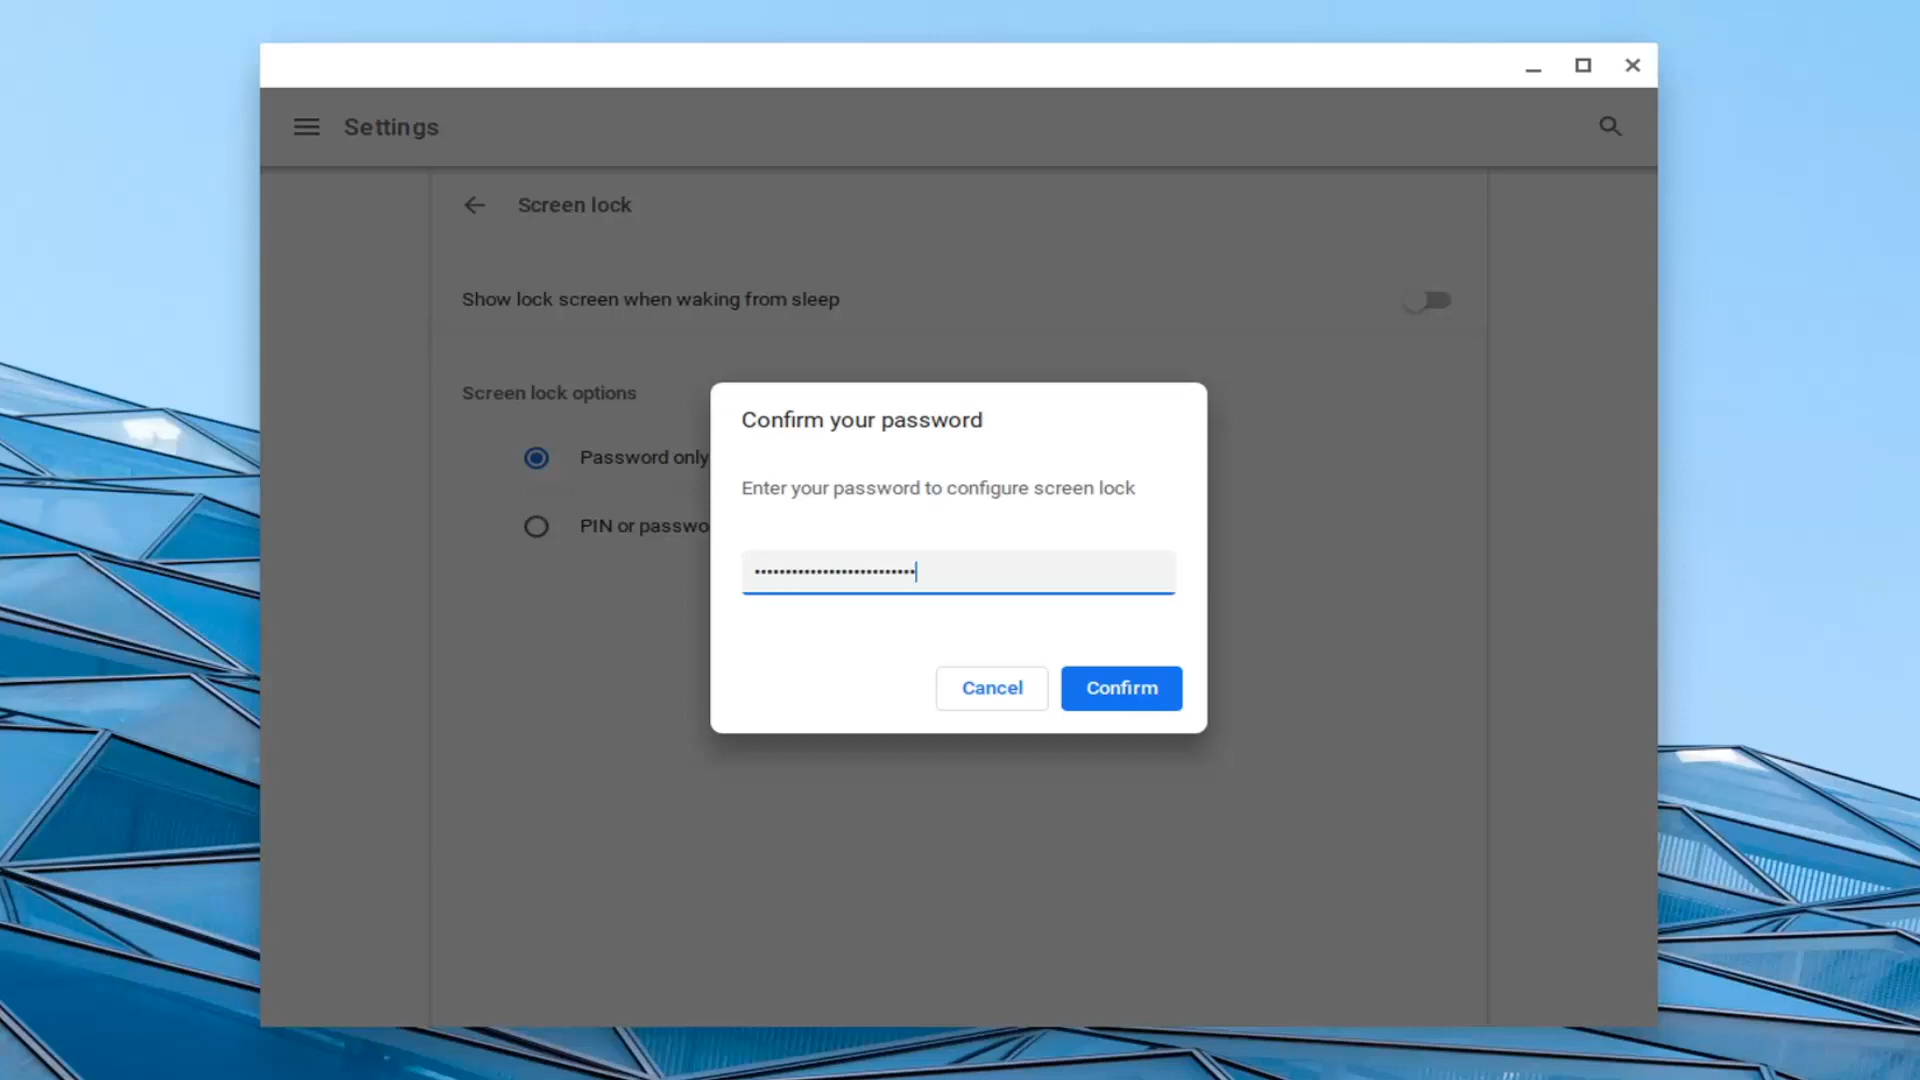 Settings
Screen lock
Show lock screen when waking from sleep
Screen lock options
Password only
PIN or passwo
Confirm your password
Enter your password to configure screen lock
••••••••••••••••••••••••••
Cancel
Confirm